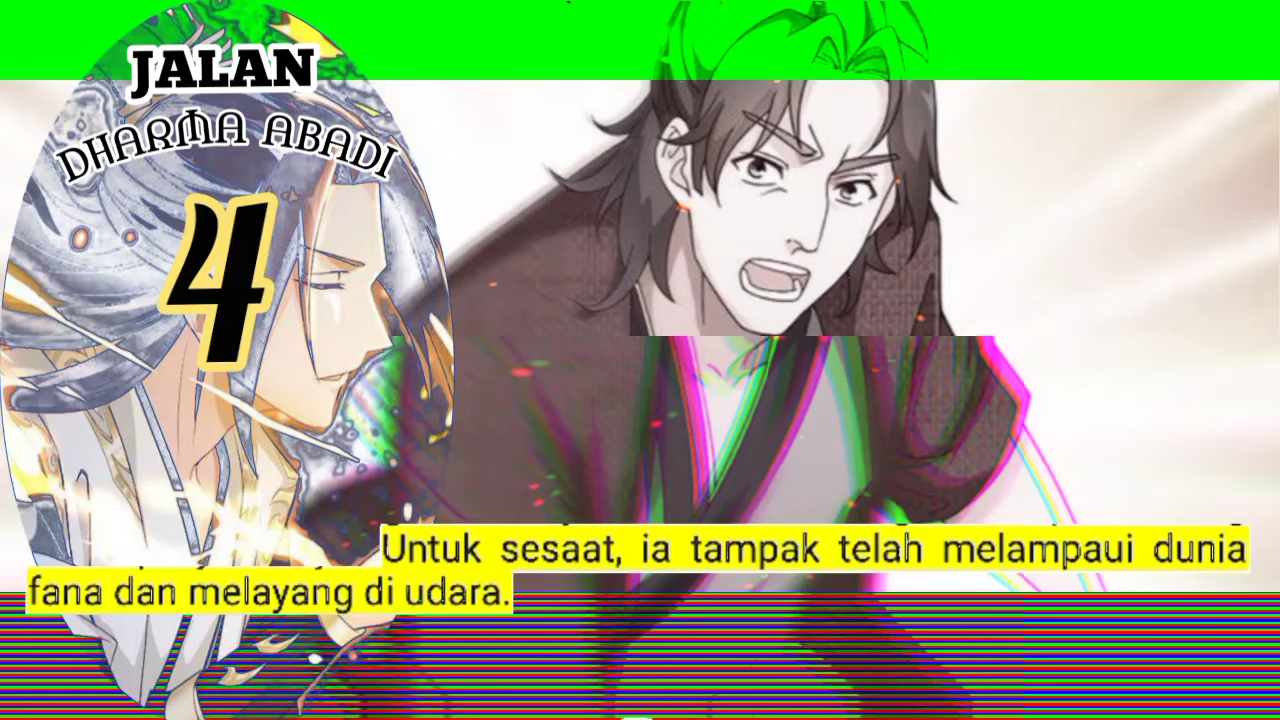 JALAN
DHARMA ABADI
4
Untuk sesaat, ia tampak telah melampaui dunia
fana dan melayang di udara.